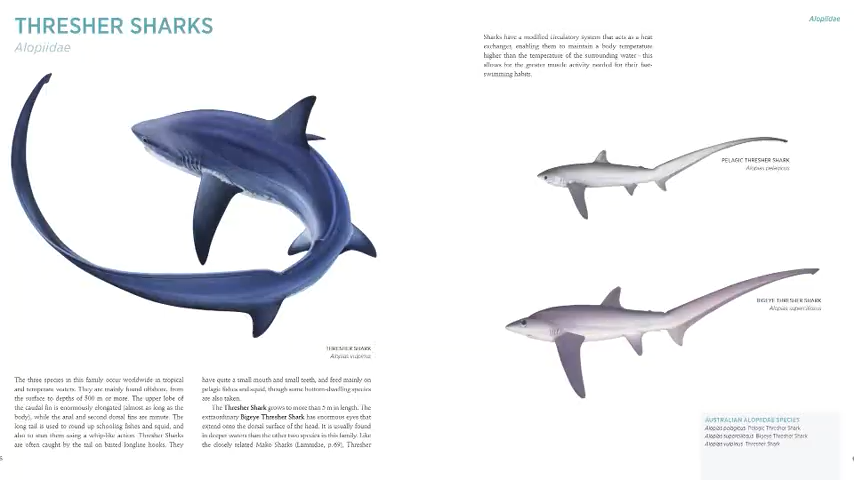 THRESHER SHARKS
Alopiidae
THRESHER SHARK
Alopias vulpinus
The three species in this family occur worldwide in tropical
and temperate waters. They are mainly found offshore, from
the surface to depths of 500 m or more. The upper lobe of
the caudal fin is enormously elongated (almost as long as the
body), while the anal and second dorsal fins are minute. The
long tail is used to round up schooling fishes and squid, and
also to stun them using a whip-like action. Thresher Sharks
are often caught by the tail on baited longline hooks. They
have quite a small mouth and small teeth, and feed mainly on
pelagic fishes and squid, though some bottom-dwelling species
are also taken.
The Thresher Shark grows to more than 5 m in length. The
extraordinary Bigeye Thresher Shark has enormous eyes that
extend onto the dorsal surface of the head. It is usually found
in deeper waters than the other two species in this family. Like
the closely related Mako Sharks (Lamnidae, p.69), Thresher
Alopiidae
Sharks have a modified circulatory system that acts as a heat
exchanger, enabling them to maintain a body temperature
higher than the temperature of the surrounding water – this
allows for the greater muscle activity needed for their fast-
swimming habits.
PELAGIC THRESHER SHARK
Alopias pelagicus
BIGEYE THRESHER SHARK
Alopias superciliosus
AUSTRALIAN ALOPIIDAE SPECIES
Alopias pelagicus Pelagic Thresher Shark
Alopias superciliosus Bigeye Thresher Shark
Alopias vulpinus Thresher Shark